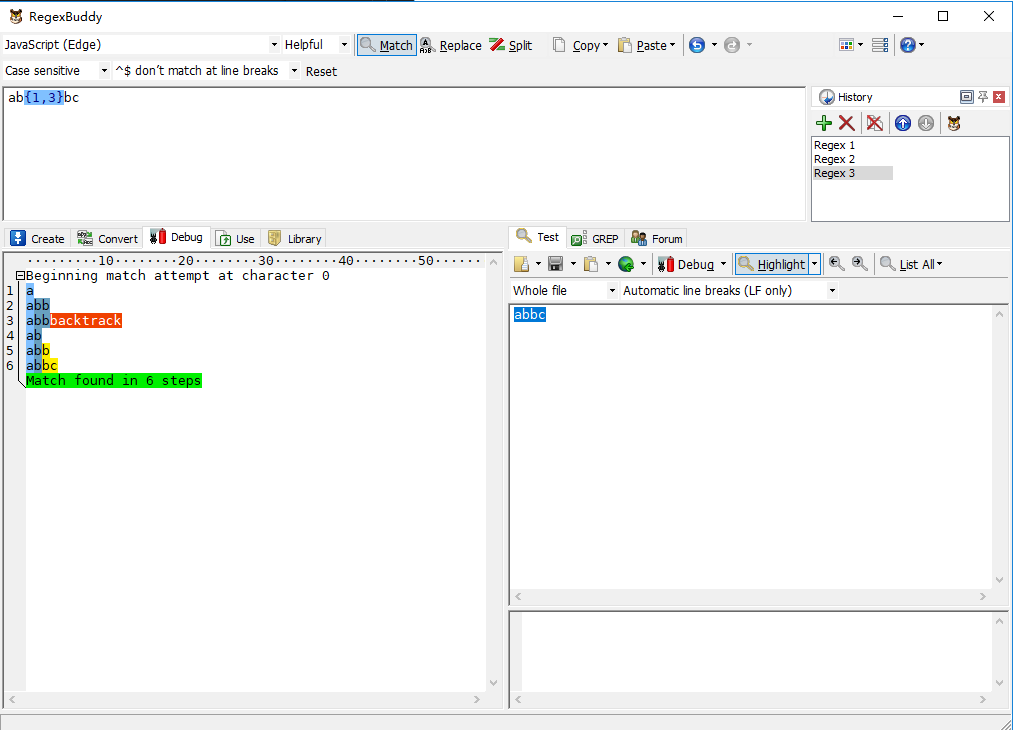 RegexBuddy
JavaScript (Edge) Helpful Match Replace Split Copy Paste
Case sensitive ^$ don't match at line breaks Reset
ab{1,3}bc
History
Regex 1
Regex 2
Regex 3
Create Convert Debug Use Library
·········10········20········30········40········50······
Beginning match attempt at character 0
1 a
2 abb
3 abbbacktrack
4 ab
5 abb
6 abbc
Match found in 6 steps
Test GREP Forum
Debug Highlight List All
Whole file Automatic line breaks (LF only)
abbc